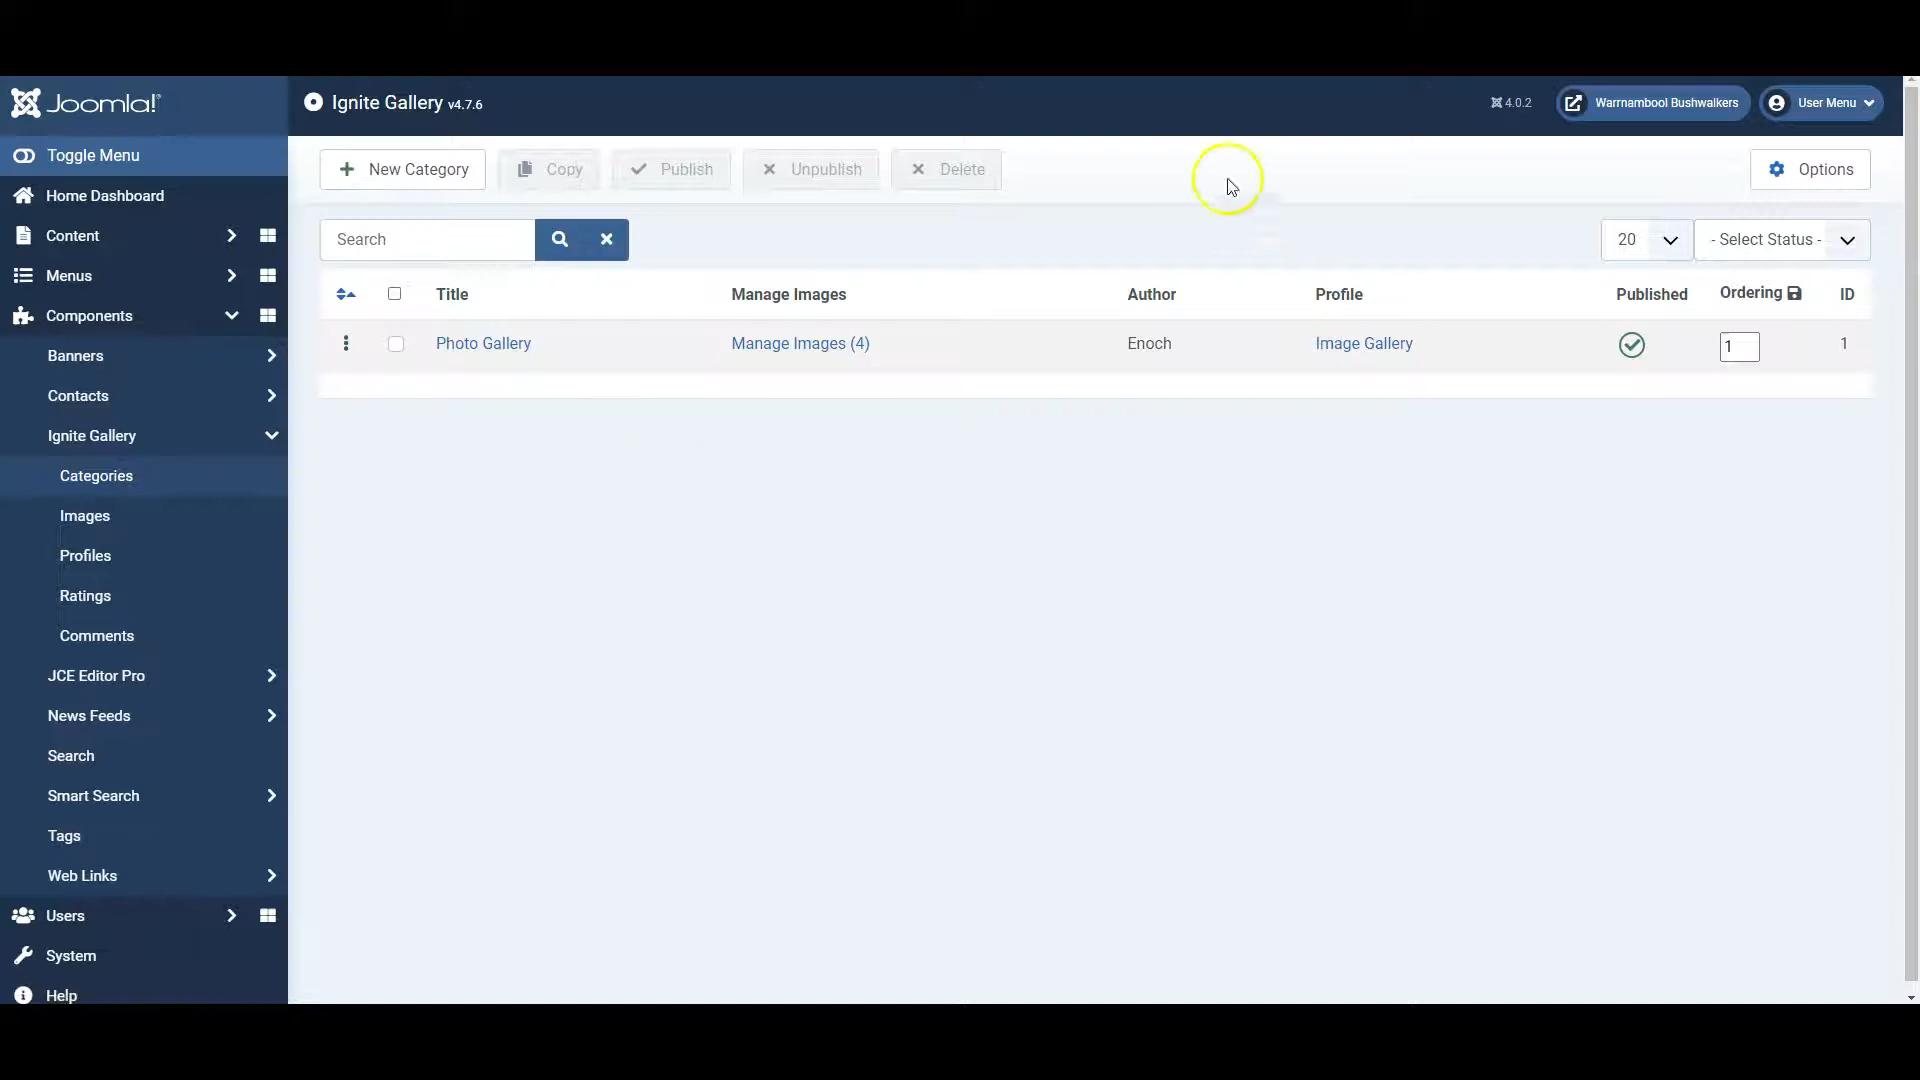 Joomla!
Ignite Gallery v4.7.6
4.0.2
Warrnambool Bushwalkers
User Menu
Toggle Menu
Home Dashboard
Content
Menus
Components
Banners
Contacts
Ignite Gallery
Categories
Images
Profiles
Ratings
Comments
JCE Editor Pro
News Feeds
Search
Smart Search
Tags
Web Links
Users
System
Help
New Category
Copy
Publish
Unpublish
Delete
Options
Search
20
- Select Status -
Title Manage Images Author Profile Published Ordering ID
Photo Gallery Manage Images (4) Enoch Image Gallery 1 1